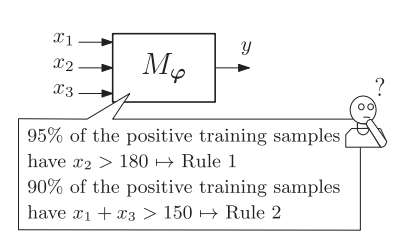 x₁
x₂
x₃
M_φ
y
?
95% of the positive training samples
have x₂ > 180 ↦ Rule 1
90% of the positive training samples
have x₁ + x₃ > 150 ↦ Rule 2